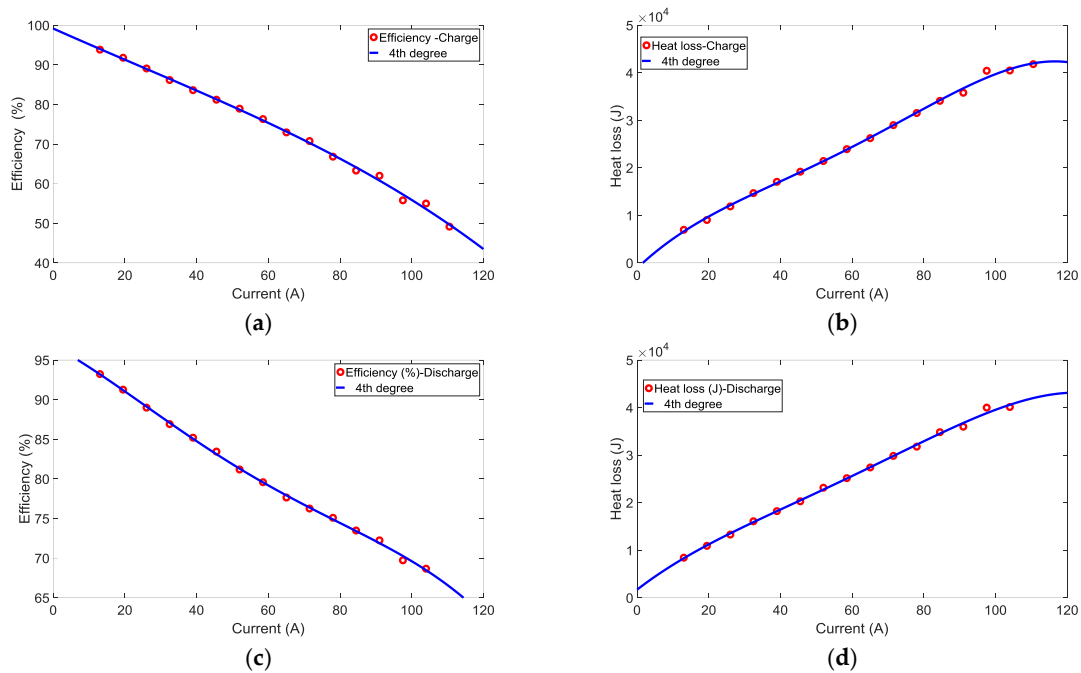 100
90
80
70
60
50
40
Efficiency (%)
0 20 40 60 80 100 120
Current (A)
Efficiency -Charge
4th degree
(a)
×10⁴
5
4
3
2
1
0
Heat loss (J)
0 20 40 60 80 100 120
Current (A)
Heat loss-Charge
4th degree
(b)
95
90
85
80
75
70
65
Efficiency (%)
0 20 40 60 80 100 120
Current (A)
Efficiency (%)-Discharge
4th degree
(c)
×10⁴
5
4
3
2
1
0
Heat loss (J)
0 20 40 60 80 100 120
Current (A)
Heat loss (J)-Discharge
4th degree
(d)